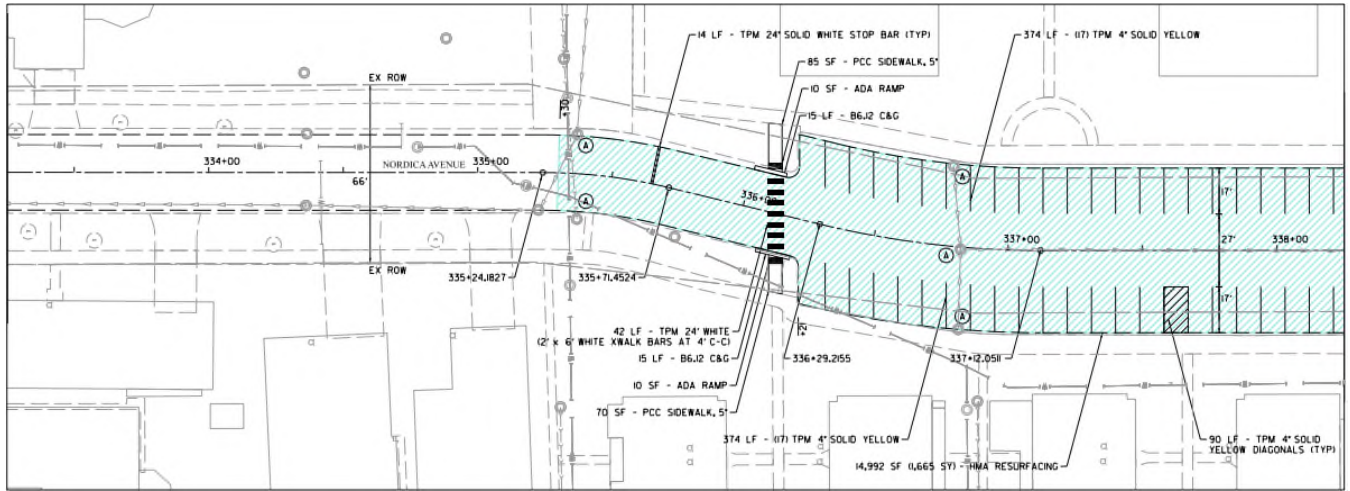 14 LF - TPM 24" SOLID WHITE STOP BAR (TYP)
374 LF - (17) TPM 4" SOLID YELLOW
85 SF - PCC SIDEWALK, 5"
10 SF - ADA RAMP
15 LF - B6.12 C&G
EX ROW
+30
A
334+00
NORDICA AVENUE
335+00
66'
A
336+00
A
17'
27'
337+00
338+00
A
EX ROW
335+24.1827
335+71.4524
17'
A
42 LF - TPM 24" WHITE
(2' x 6' WHITE XWALK BARS AT 4' C-C)
+21
15 LF - B6.12 C&G
336+29.2155
337+12.0511
10 SF - ADA RAMP
70 SF - PCC SIDEWALK, 5"
374 LF - (17) TPM 4" SOLID YELLOW
14,992 SF (1,665 SY) - HMA RESURFACING
90 LF - TPM 4" SOLID
YELLOW DIAGONALS (TYP)